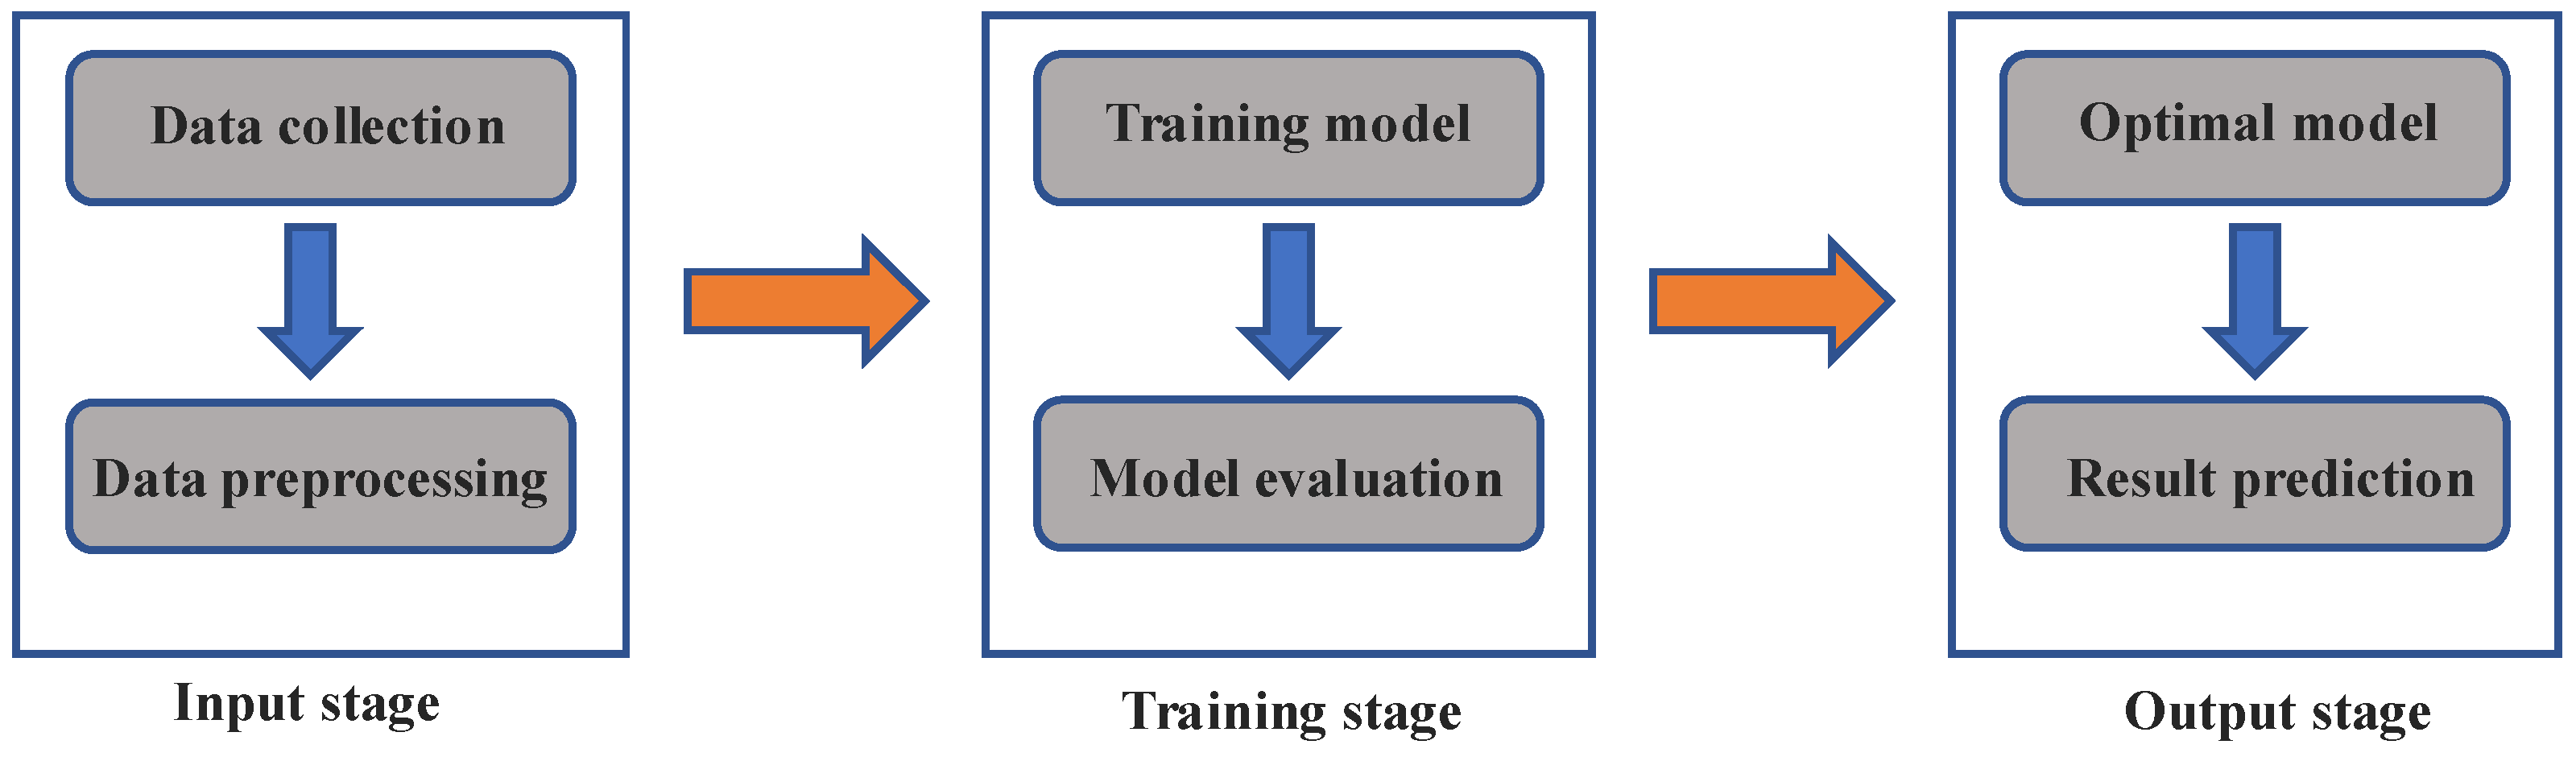 Data collection
Data preprocessing
Input stage
Training model
Model evaluation
Training stage
Optimal model
Result prediction
Output stage